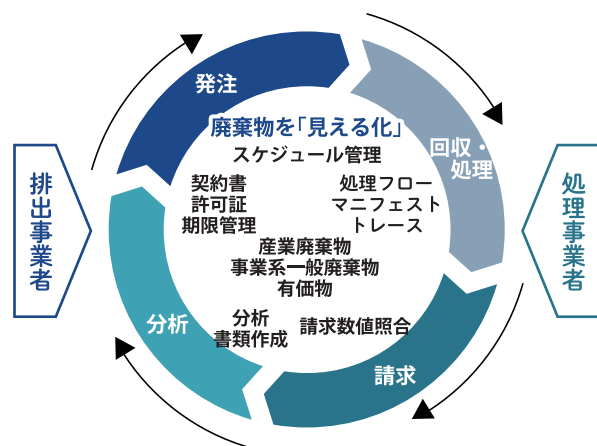 発注
廃棄物を「見える化」
スケジュール管理
回収・
処理
契約書
許可証
期限管理
処理フロー
マニフェスト
トレース
排出事業者
処理事業者
産業廃棄物
事業系一般廃棄物
有価物
分析
分析
書類作成
請求数値照合
請求